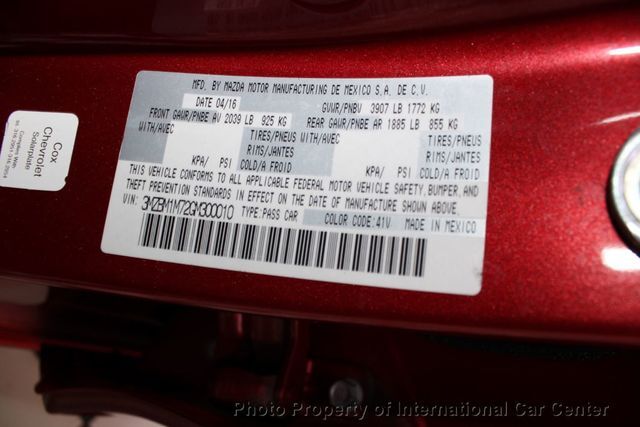 MFD. BY MAZDA MOTOR MANUFACTURING DE MEXICO S.A. DE C.V.
DATE 04/16 GVWR/PNBV 3907 LB 1772 KG
FRONT GAWR/PNBE AV 2039 LB 925 KG REAR GAWR/PNBE AR 1885 LB 855 KG
WITH/AVEC TIRES/PNEUS WITH/AVEC TIRES/PNEUS
RIMS/JANTES RIMS/JANTES
KPA/ PSI COLD/A FROID KPA/ PSI COLD/A FROID
THIS VEHICLE CONFORMS TO ALL APPLICABLE FEDERAL MOTOR VEHICLE SAFETY, BUMPER, AND
THEFT PREVENTION STANDARDS IN EFFECT ON THE DATE OF MANUFACTURE SHOWN ABOVE.
VIN: 3MZBM1M72GM300010 TYPE:PASS CAR COLOR CODE:41V MADE IN MEXICO
Cox
Chevrolet
Solarplate
Complies With
Photo Property of International Car Center